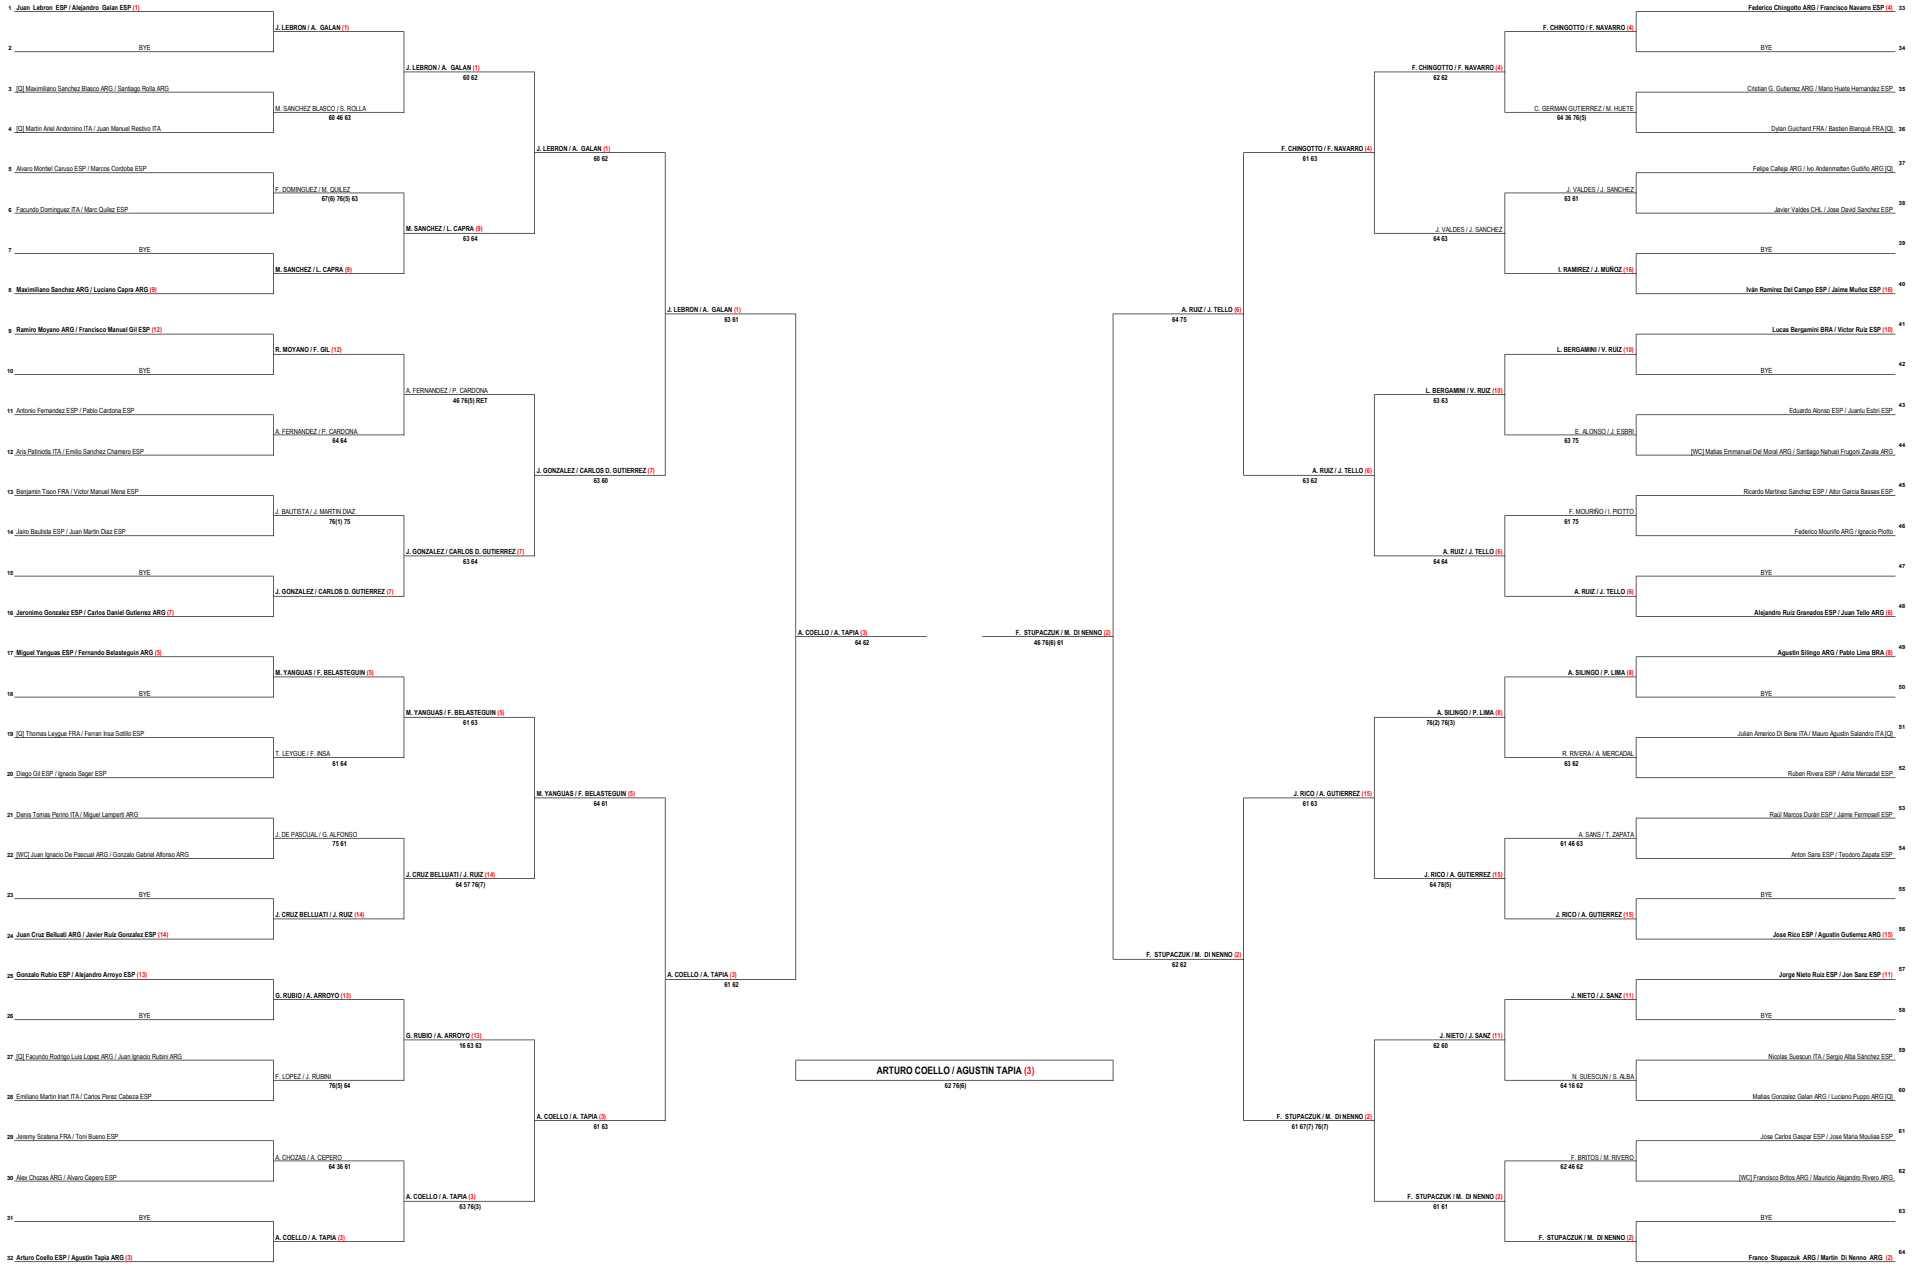 1 Juan Lebron ESP / Alejandro Galan ESP (1)
J. LEBRON / A. GALAN (1)
2 BYE
J. LEBRON / A. GALAN (1)
60 62
3 [Q] Maximiliano Sanchez Blasco ARG / Santiago Rolla ARG
M. SANCHEZ BLASCO / S. ROLLA
60 46 63
4 [Q] Martin Ariel Andornino ITA / Juan Manuel Restivo ITA
J. LEBRON / A. GALAN (1)
60 62
5 Alvaro Montiel Caruso ESP / Marcos Cordoba ESP
F. DOMINGUEZ / M. QUILEZ
67(6) 76(5) 63
6 Facundo Dominguez ITA / Marc Quilez ESP
M. SANCHEZ / L. CAPRA (9)
63 64
7 BYE
M. SANCHEZ / L. CAPRA (9)
8 Maximiliano Sanchez ARG / Luciano Capra ARG (9)
J. LEBRON / A. GALAN (1)
63 61
9 Ramiro Moyano ARG / Francisco Manuel Gil ESP (12)
R. MOYANO / F. GIL (12)
10 BYE
A. FERNANDEZ / P. CARDONA
46 76(5) RET
11 Antonio Fernandez ESP / Pablo Cardona ESP
A. FERNANDEZ / P. CARDONA
64 64
12 Aris Patiniotis ITA / Emilio Sanchez Chamero ESP
J. GONZALEZ / CARLOS D. GUTIERREZ (7)
63 60
13 Benjamin Tison FRA / Victor Manuel Mena ESP
J. BAUTISTA / J. MARTIN DIAZ
76(1) 75
14 Jairo Bautista ESP / Juan Martin Diaz ESP
J. GONZALEZ / CARLOS D. GUTIERREZ (7)
63 64
15 BYE
J. GONZALEZ / CARLOS D. GUTIERREZ (7)
16 Jeronimo Gonzalez ESP / Carlos Daniel Gutierrez ARG (7)
A. COELLO / A. TAPIA (3)
64 62
17 Miguel Yanguas ESP / Fernando Belasteguin ARG (5)
M. YANGUAS / F. BELASTEGUIN (5)
18 BYE
M. YANGUAS / F. BELASTEGUIN (5)
61 63
19 [Q] Thomas Leygue FRA / Ferran Insa Sotillo ESP
T. LEYGUE / F. INSA
61 64
20 Diego Gil ESP / Ignacio Sager ESP
M. YANGUAS / F. BELASTEGUIN (5)
64 61
21 Denis Tomas Perino ITA / Miguel Lamperti ARG
J. DE PASCUAL / G. ALFONSO
75 61
22 [WC] Juan Ignacio De Pascual ARG / Gonzalo Gabriel Alfonso ARG
J. CRUZ BELLUATI / J. RUIZ (14)
64 57 76(7)
23 BYE
J. CRUZ BELLUATI / J. RUIZ (14)
24 Juan Cruz Belluati ARG / Javier Ruiz Gonzalez ESP (14)
A. COELLO / A. TAPIA (3)
61 62
25 Gonzalo Rubio ESP / Alejandro Arroyo ESP (13)
G. RUBIO / A. ARROYO (13)
26 BYE
G. RUBIO / A. ARROYO (13)
16 63 63
27 [Q] Facundo Rodrigo Luis Lopez ARG / Juan Ignacio Rubini ARG
F. LOPEZ / J. RUBINI
76(5) 64
28 Emiliano Martin Iriart ITA / Carlos Perez Cabeza ESP
A. COELLO / A. TAPIA (3)
61 63
29 Jeremy Scatena FRA / Toni Bueno ESP
A. CHOZAS / A. CEPERO
64 36 61
30 Alex Chozas ARG / Alvaro Cepero ESP
A. COELLO / A. TAPIA (3)
63 76(3)
31 BYE
A. COELLO / A. TAPIA (3)
32 Arturo Coello ESP / Agustin Tapia ARG (3)
ARTURO COELLO / AGUSTIN TAPIA (3)
62 76(6)
Federico Chingotto ARG / Francisco Navarro ESP (4) 33
F. CHINGOTTO / F. NAVARRO (4)
BYE 34
F. CHINGOTTO / F. NAVARRO (4)
62 62
Cristian G. Gutierrez ARG / Mario Huete Hernandez ESP 35
C. GERMAN GUTIERREZ / M. HUETE
64 36 76(5)
Dylan Guichard FRA / Bastien Blanqué FRA [Q] 36
F. CHINGOTTO / F. NAVARRO (4)
61 63
Felipe Calleja ARG / Ivo Andenmatten Gudiño ARG [Q] 37
J. VALDES / J. SANCHEZ
63 61
Javier Valdes CHL / Jose David Sanchez ESP 38
J. VALDES / J. SANCHEZ
64 63
BYE 39
I. RAMIREZ / J. MUÑOZ (16)
Iván Ramírez Del Campo ESP / Jaime Muñoz ESP (16) 40
A. RUIZ / J. TELLO (6)
64 75
Lucas Bergamini BRA / Victor Ruiz ESP (10) 41
L. BERGAMINI / V. RUIZ (10)
BYE 42
L. BERGAMINI / V. RUIZ (10)
63 63
Eduardo Alonso ESP / Juanlu Esbri ESP 43
E. ALONSO / J. ESBRI
63 75
[WC] Matias Emmanuel Del Moral ARG / Santiago Nahuel Frugoni Zavala ARG 44
A. RUIZ / J. TELLO (6)
63 62
Ricardo Martinez Sanchez ESP / Aitor Garcia Bassas ESP 45
F. MOURIÑO / I. PIOTTO
61 75
Federico Mouriño ARG / Ignacio Piotto 46
A. RUIZ / J. TELLO (6)
64 64
BYE 47
A. RUIZ / J. TELLO (6)
Alejandro Ruiz Granados ESP / Juan Tello ARG (6) 48
F. STUPACZUK / M. DI NENNO (2)
46 76(6) 61
Agustin Silingo ARG / Pablo Lima BRA (8) 49
A. SILINGO / P. LIMA (8)
BYE 50
A. SILINGO / P. LIMA (8)
76(2) 76(3)
Julian Americo Di Bene ITA / Mauro Agustin Salandro ITA [Q] 51
R. RIVERA / A. MERCADAL
63 62
Ruben Rivera ESP / Adria Mercadal ESP 52
J. RICO / A. GUTIERREZ (15)
61 63
Raúl Marcos Durán ESP / Jaime Fermosell ESP 53
A. SANS / T. ZAPATA
61 46 63
Anton Sans ESP / Teodoro Zapata ESP 54
J. RICO / A. GUTIERREZ (15)
64 76(5)
BYE 55
J. RICO / A. GUTIERREZ (15)
Jose Rico ESP / Agustin Gutierrez ARG (15) 56
F. STUPACZUK / M. DI NENNO (2)
62 62
Jorge Nieto Ruiz ESP / Jon Sanz ESP (11) 57
J. NIETO / J. SANZ (11)
BYE 58
J. NIETO / J. SANZ (11)
62 60
Nicolas Suescun ITA / Sergio Alba Sánchez ESP 59
N. SUESCUN / S. ALBA
64 16 62
Matias Gonzalez Galan ARG / Luciano Puppo ARG [Q] 60
F. STUPACZUK / M. DI NENNO (2)
61 67(7) 76(7)
Jose Carlos Gaspar ESP / Jose Maria Mouliaa ESP 61
F. BRITOS / M. RIVERO
62 46 62
[WC] Francisco Britos ARG / Mauricio Alejandro Rivero ARG 62
F. STUPACZUK / M. DI NENNO (2)
61 61
BYE 63
F. STUPACZUK / M. DI NENNO (2)
Franco Stupaczuk ARG / Martin Di Nenno ARG (2) 64